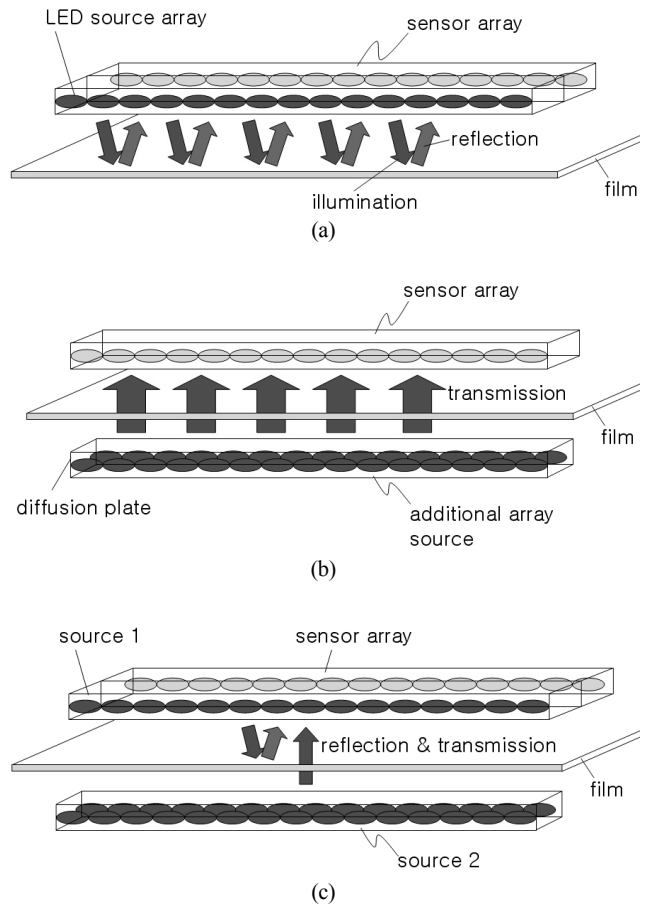 LED source array
sensor array
reflection
illumination
film
(a)
sensor array
transmission
film
diffusion plate
additional array
source
(b)
source 1
sensor array
reflection & transmission
film
source 2
(c)